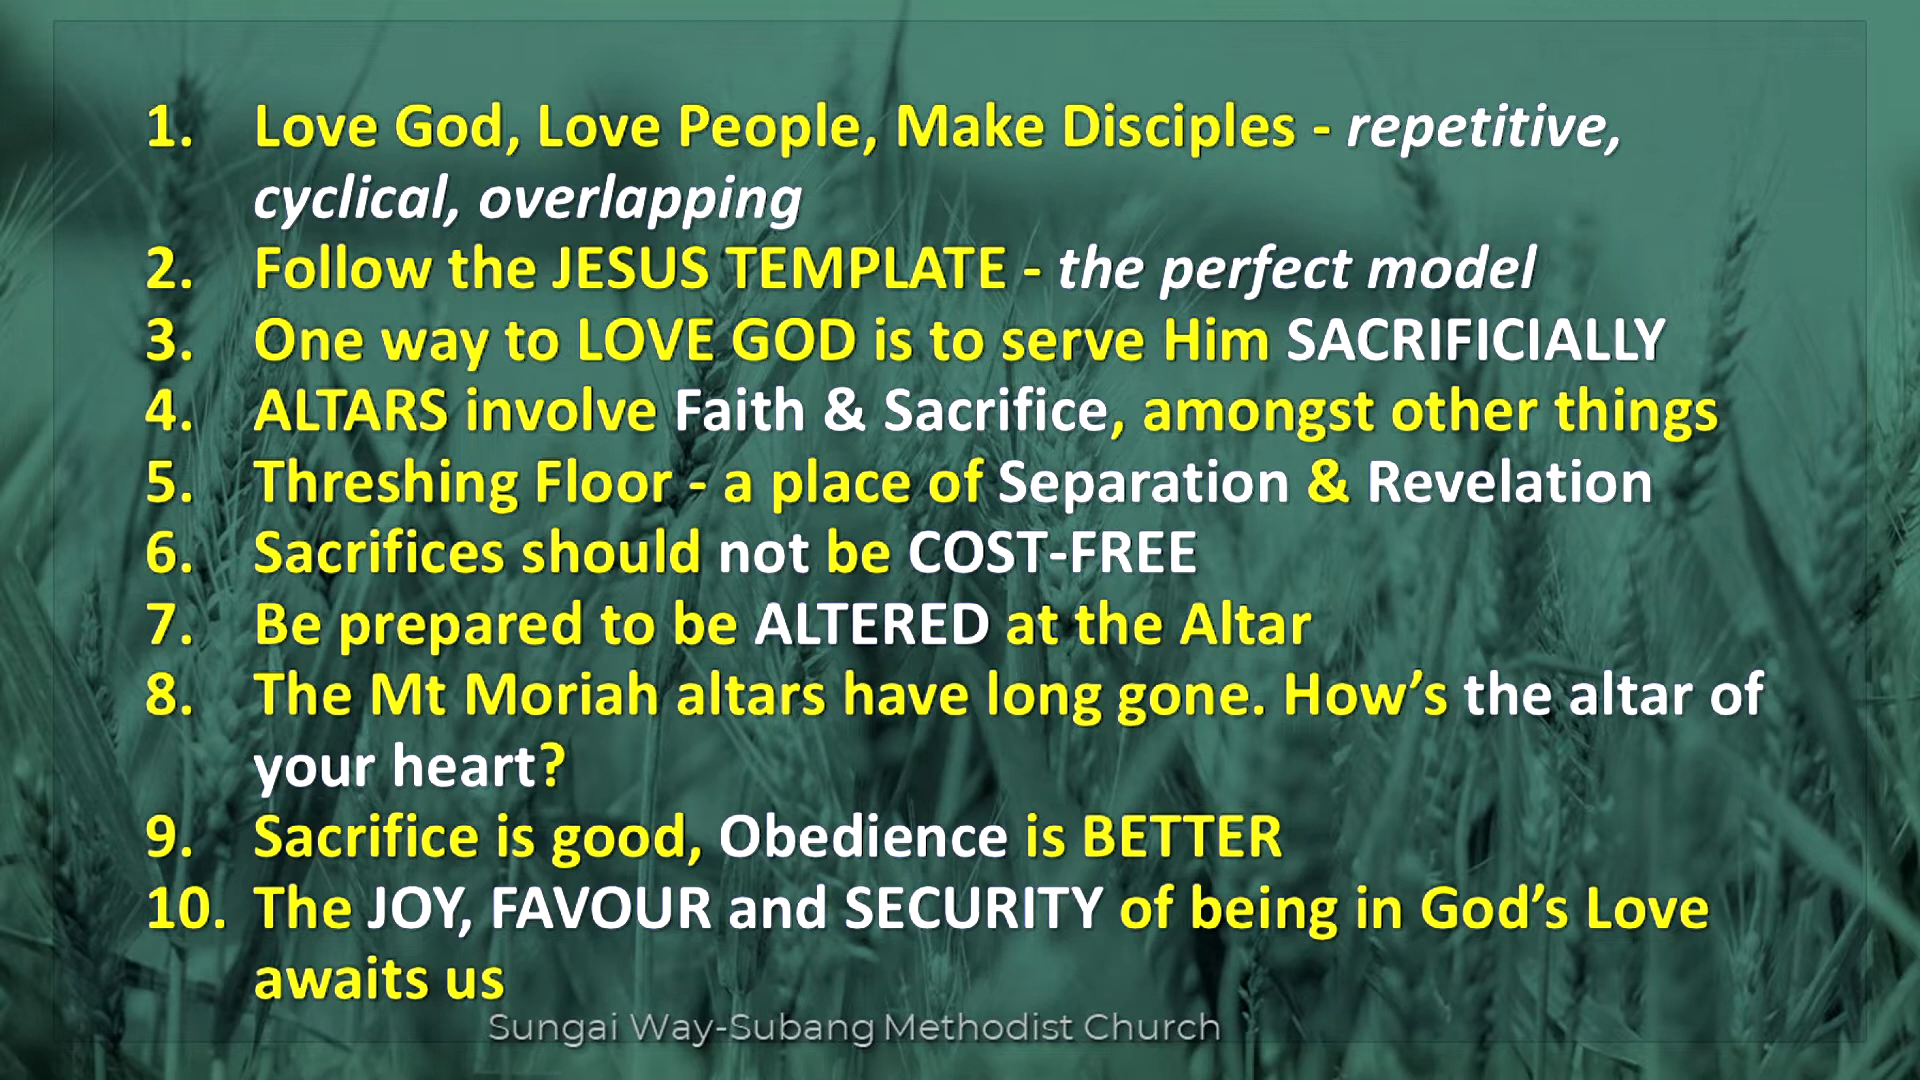 1. Love God, Love People, Make Disciples - repetitive,
cyclical, overlapping
2. Follow the JESUS TEMPLATE - the perfect model
3. One way to LOVE GOD is to serve Him SACRIFICIALLY
4. ALTARS involve Faith & Sacrifice, amongst other things
5. Threshing Floor - a place of Separation & Revelation
6. Sacrifices should not be COST-FREE
7. Be prepared to be ALTERED at the Altar
8. The Mt Moriah altars have long gone. How’s the altar of
your heart?
9. Sacrifice is good, Obedience is BETTER
10. The JOY, FAVOUR and SECURITY of being in God’s Love
awaits us
Sungai Way-Subang Methodist Church